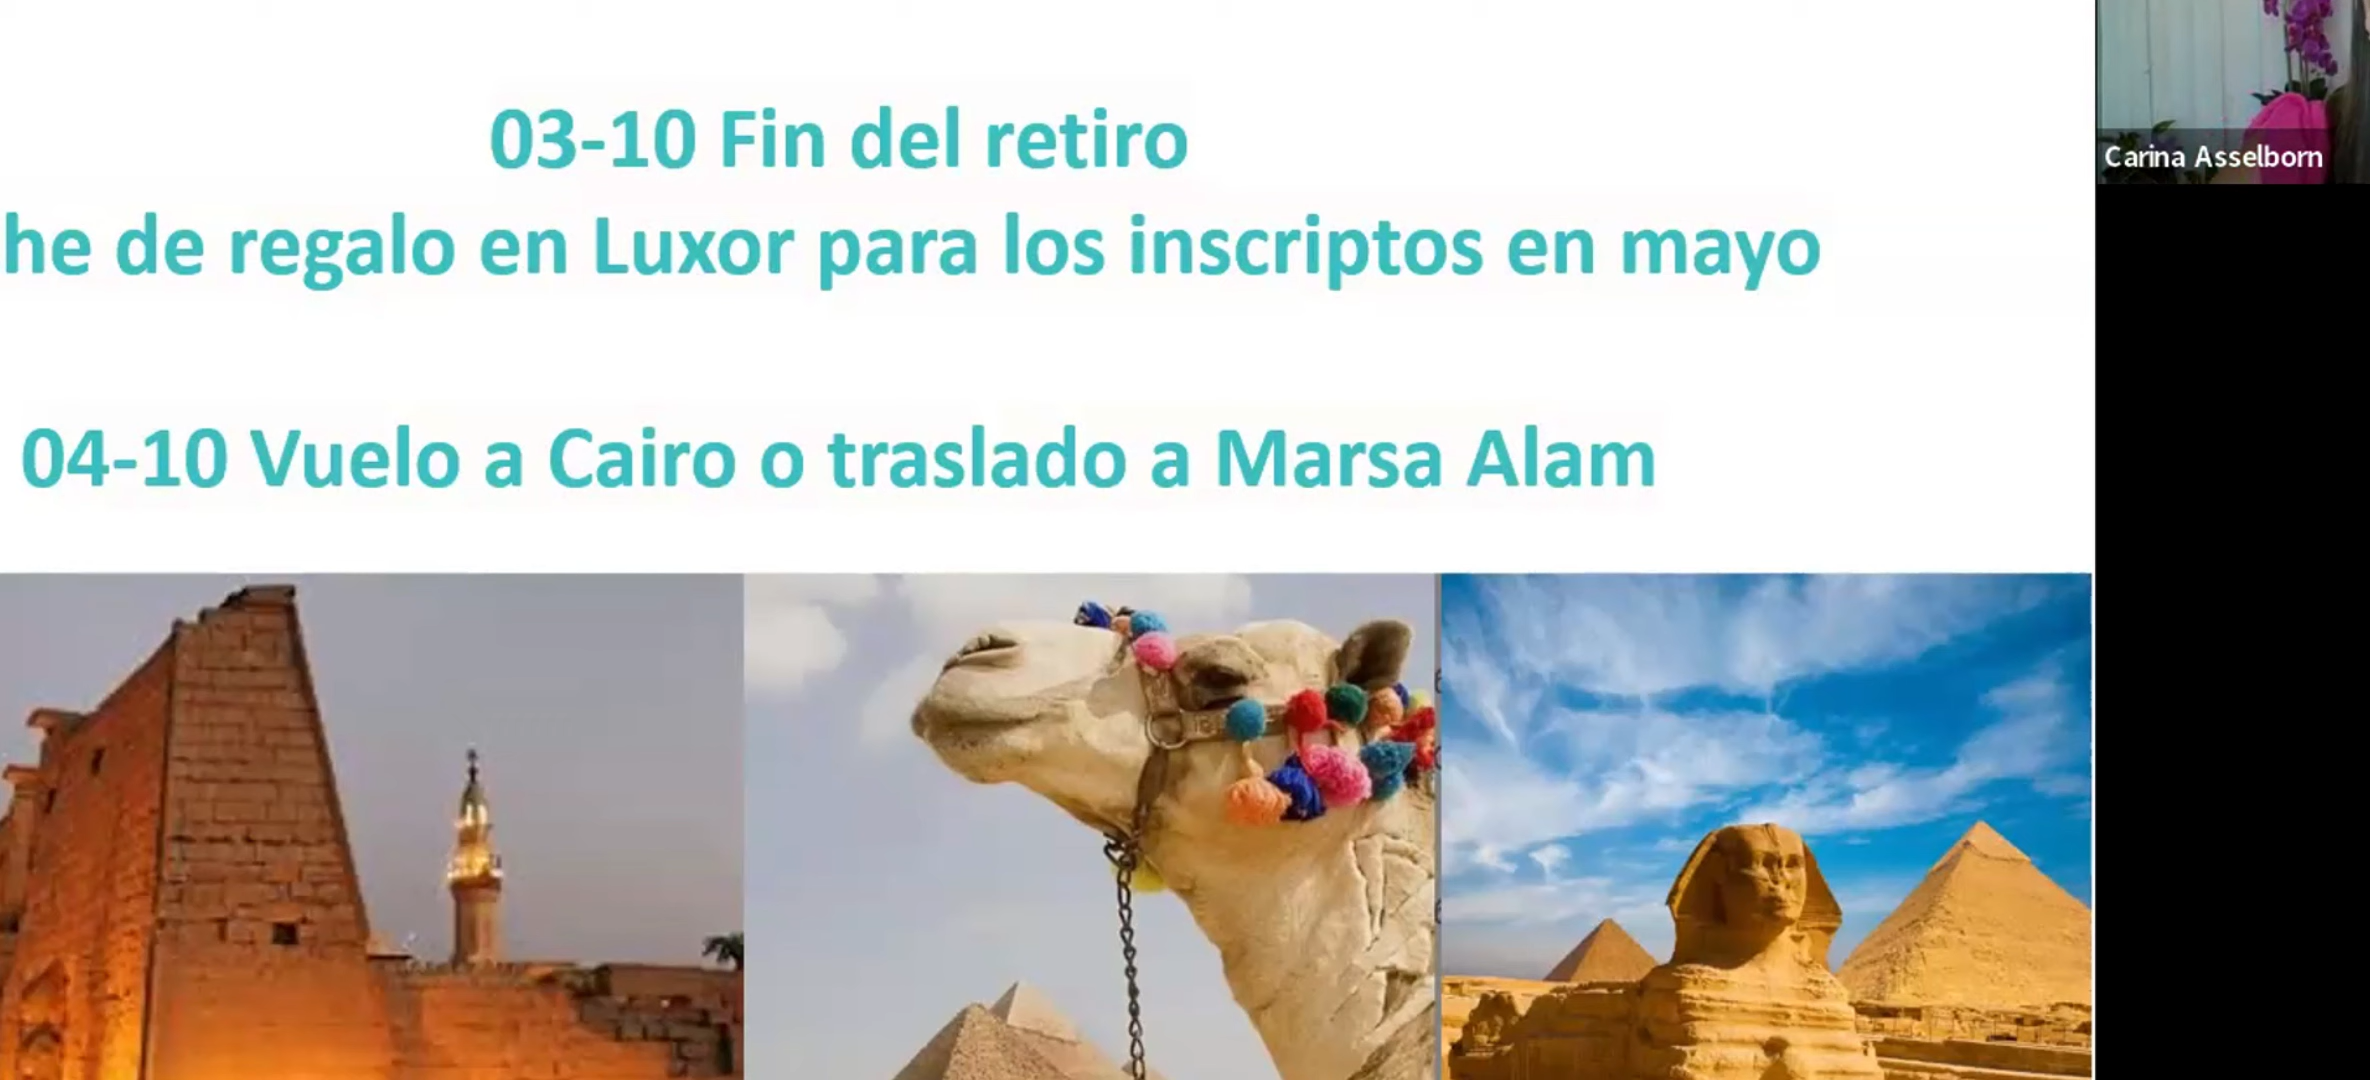 03-10 Fin del retiro
he de regalo en Luxor para los inscriptos en mayo
04-10 Vuelo a Cairo o traslado a Marsa Alam
Carina Asselborn